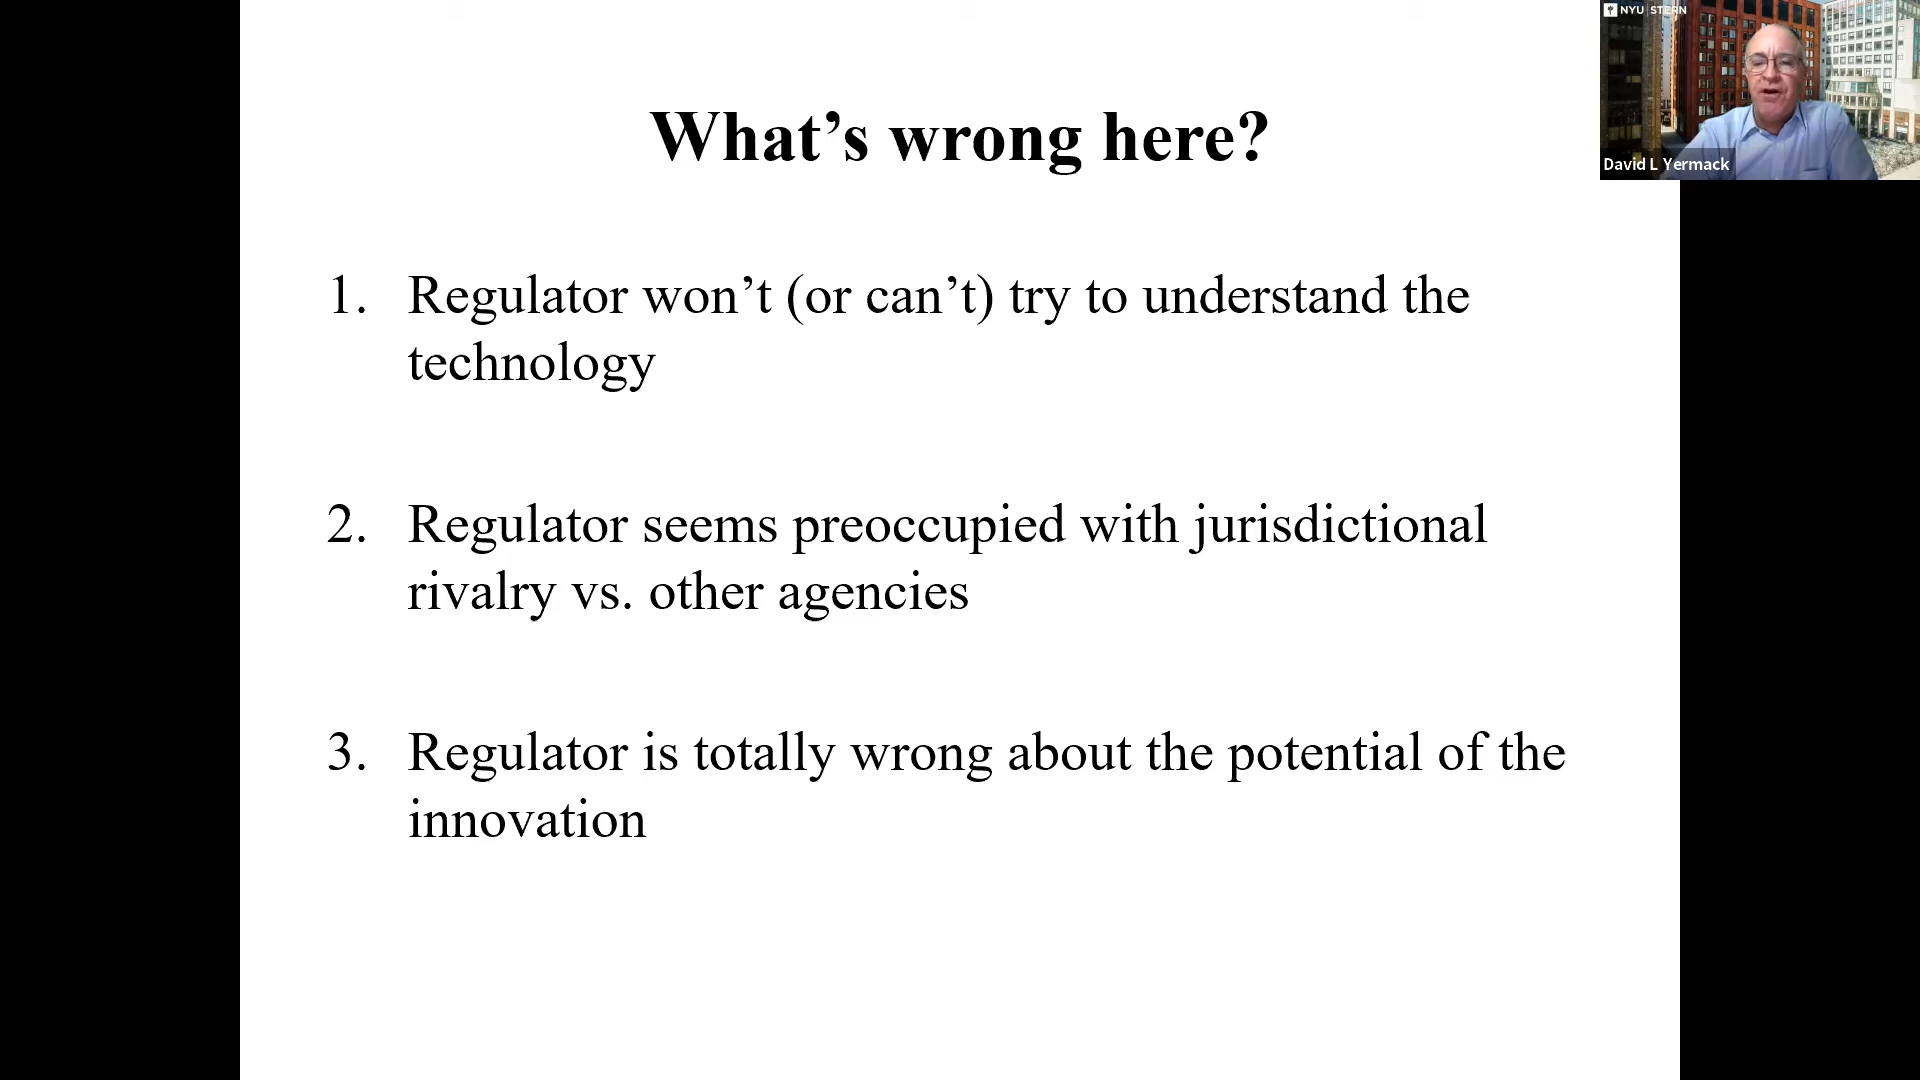 NYU STERN
David L Yermack
What’s wrong here?
1. Regulator won’t (or can’t) try to understand the
technology
2. Regulator seems preoccupied with jurisdictional
rivalry vs. other agencies
3. Regulator is totally wrong about the potential of the
innovation